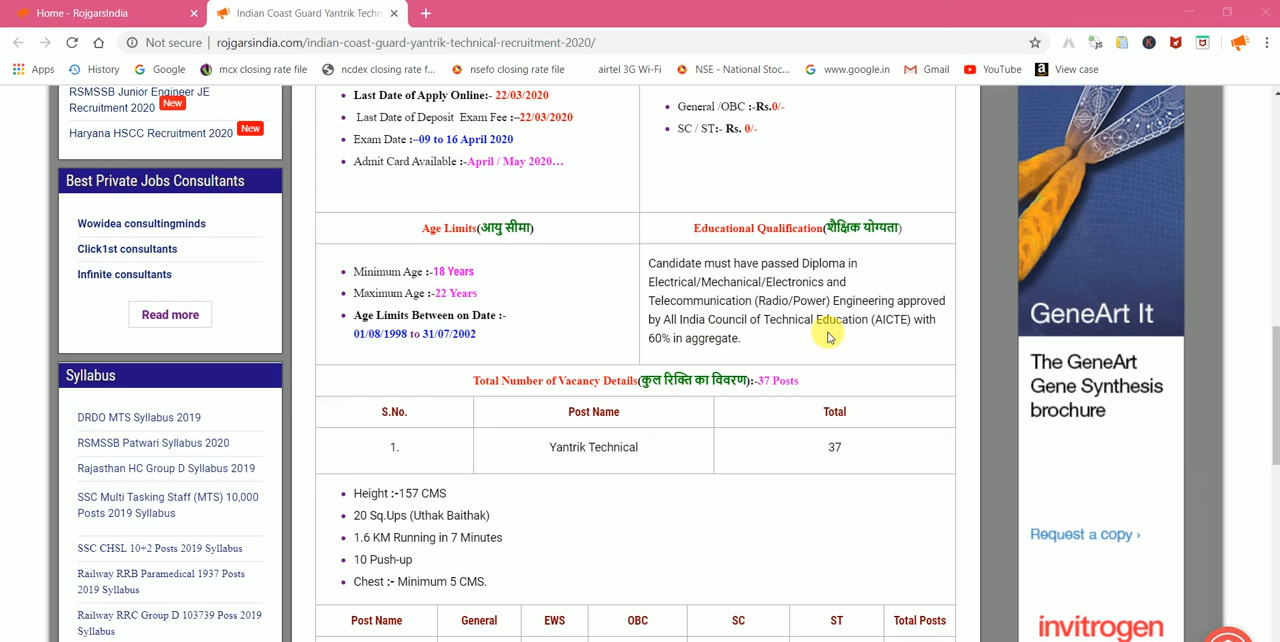 Home - RojgarsIndia
Indian Coast Guard Yantrik Techn
Not secure | rojgarsindia.com/indian-coast-guard-yantrik-technical-recruitment-2020/
Apps History Google mcx closing rate file ncdex closing rate f... nsefo closing rate file airtel 3G Wi-Fi NSE - National Stoc... www.google.in Gmail YouTube View case
RSMSSB Junior Engineer JE
Recruitment 2020 New
Haryana HSCC Recruitment 2020 New
Best Private Jobs Consultants
Wowidea consultingminds
Click1st consultants
Infinite consultants
Read more
Syllabus
DRDO MTS Syllabus 2019
RSMSSB Patwari Syllabus 2020
Rajasthan HC Group D Syllabus 2019
SSC Multi Tasking Staff (MTS) 10,000
Posts 2019 Syllabus
SSC CHSL 10+2 Posts 2019 Syllabus
Railway RRB Paramedical 1937 Posts
2019 Syllabus
Railway RRC Group D 103739 Poss 2019
Syllabus
Last Date of Apply Online:- 22/03/2020
Last Date of Deposit Exam Fee :–22/03/2020
Exam Date :–09 to 16 April 2020
Admit Card Available :-April / May 2020…
General /OBC :-Rs.0/-
SC / ST:- Rs. 0/-
Age Limits(आयु सीमा)
Educational Qualification(शैक्षिक योग्यता)
Minimum Age :-18 Years
Maximum Age :-22 Years
Age Limits Between on Date :-
01/08/1998 to 31/07/2002
Candidate must have passed Diploma in
Electrical/Mechanical/Electronics and
Telecommunication (Radio/Power) Engineering approved
by All India Council of Technical Education (AICTE) with
60% in aggregate.
Total Number of Vacancy Details(कुल रिक्ति का विवरण):-37 Posts
S.No. Post Name Total
1. Yantrik Technical 37
Height :-157 CMS
20 Sq.Ups (Uthak Baithak)
1.6 KM Running in 7 Minutes
10 Push-up
Chest :- Minimum 5 CMS.
Post Name General EWS OBC SC ST Total Posts
GeneArt It
The GeneArt
Gene Synthesis
brochure
Request a copy ›
invitrogen